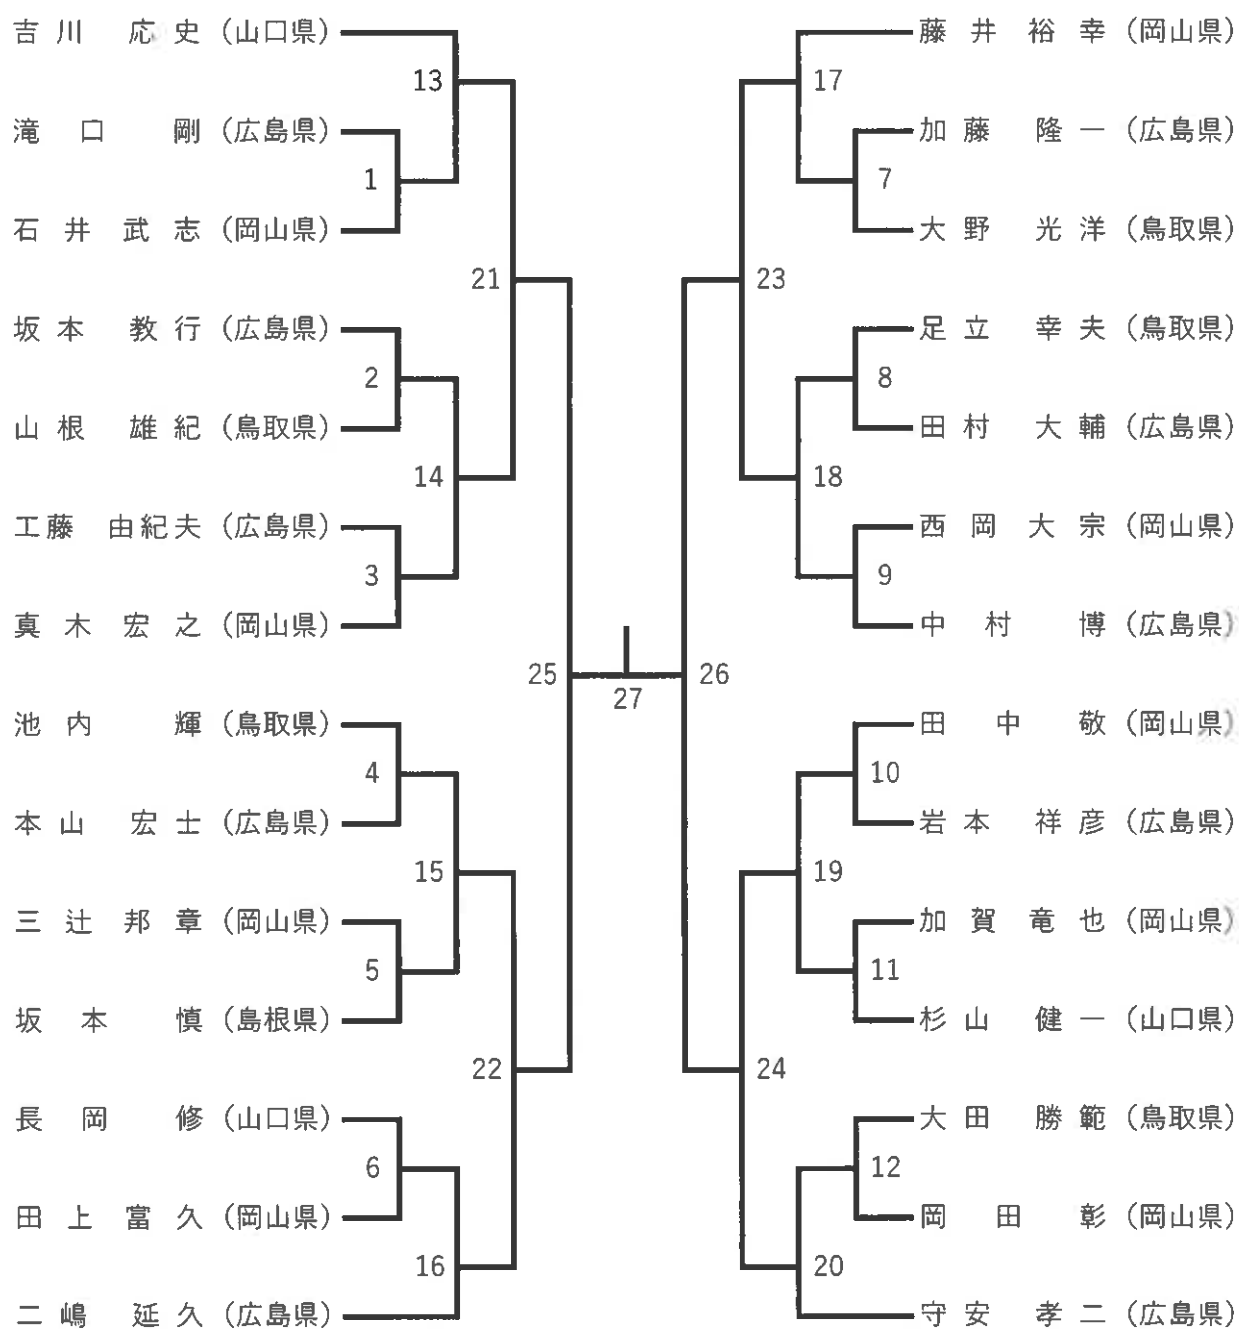 吉川 応史 (山口県)
13
滝口 剛 (広島県)
1
石井武志 (岡山県)
21
坂本 教行 (広島県)
2
山根 雄紀 (鳥取県)
14
工藤 由紀夫 (広島県)
3
真木宏之 (岡山県)
25
池内 輝 (鳥取県)
4
本山 宏士 (広島県)
15
三辻邦章 (岡山県)
5
坂本 慎 (島根県)
22
長岡 修 (山口県)
6
田上富久 (岡山県)
16
二嶋 延久 (広島県)
27
藤井裕幸 (岡山県)
17
加藤 隆一 (広島県)
7
大野 光洋 (鳥取県)
23
足立 幸夫 (鳥取県)
8
田村 大輔 (広島県)
18
西岡大宗 (岡山県)
9
中村 博 (広島県)
26
田中 敬 (岡山県)
10
岩本 祥彦 (広島県)
19
加賀竜也 (岡山県)
11
杉山 健一 (山口県)
24
大田 勝範 (鳥取県)
12
岡田 彰 (岡山県)
20
守安 孝二 (広島県)